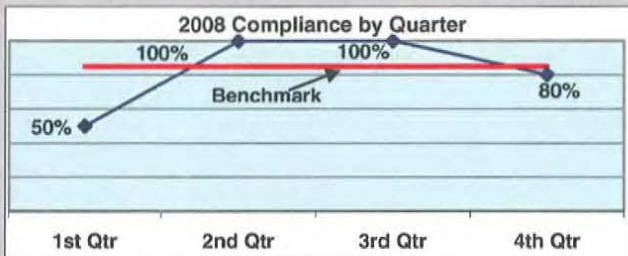 2008 Compliance by Quarter
100%
100%
Benchmark
50%
80%
1st Qtr
2nd Qtr
3rd Qtr
4th Qtr